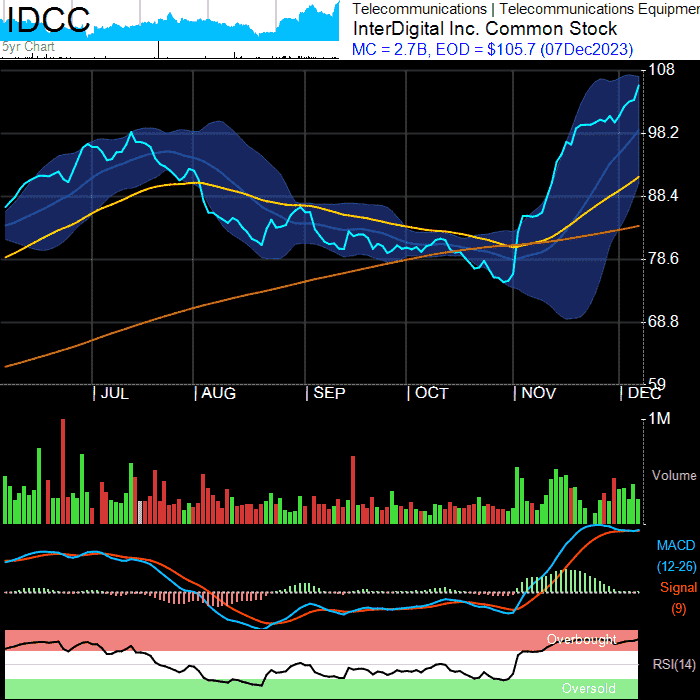 IDCC
5yr Chart
Telecommunications | Telecommunications Equipmen
InterDigital Inc. Common Stock
MC = 2.7B, EOD = $105.7 (07Dec2023)
108
98.2
88.4
78.6
68.8
59
| JUL | AUG | SEP | OCT | NOV | DEC
1M
Volume
MACD
(12-26)
Signal
(9)
Overbought
RSI(14)
Oversold